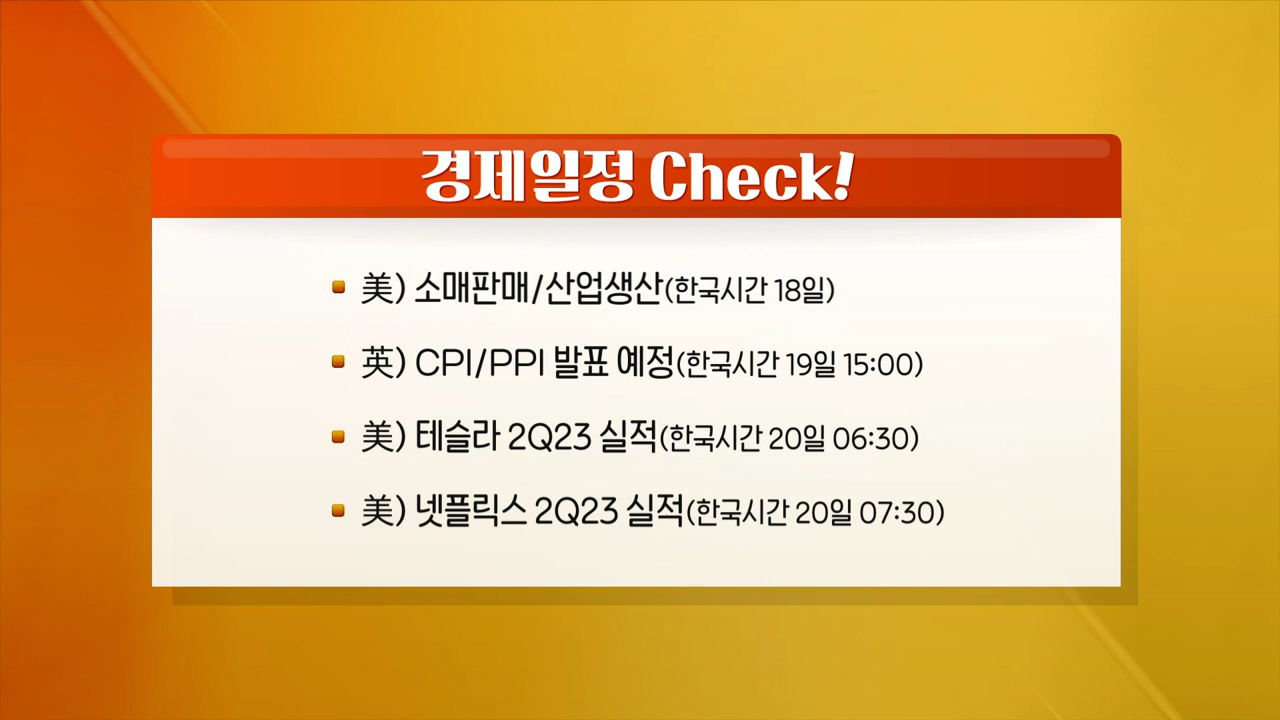 경제일정 Check!
美) 소매판매/산업생산(한국시간 18일)
英) CPI/PPI 발표 예정(한국시간 19일 15:00)
美) 테슬라 2Q23 실적(한국시간 20일 06:30)
美) 넷플릭스 2Q23 실적(한국시간 20일 07:30)